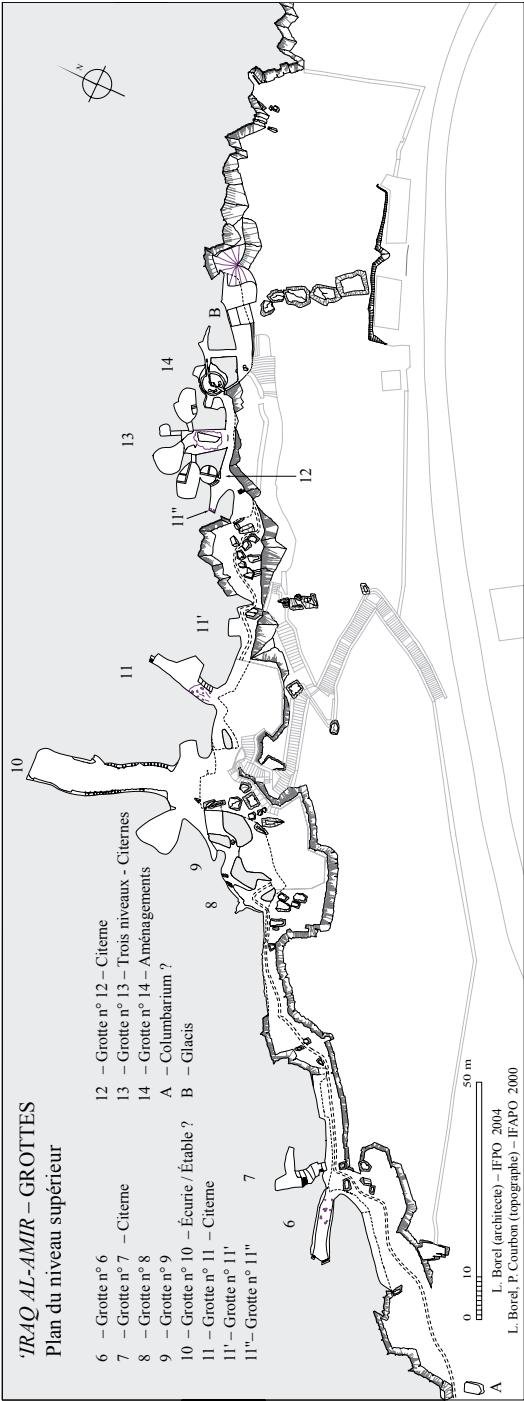 'IRAQ AL-AMIR – GROTTES
Plan du niveau supérieur
6 – Grotte n° 6
7 – Grotte n° 7 – Citerne
8 – Grotte n° 8
9 – Grotte n° 9
10 – Grotte n° 10 – Écurie / Étable ?
11 – Grotte n° 11 – Citerne
11' – Grotte n° 11'
11" – Grotte n° 11"
12 – Grotte n° 12 – Citerne
13 – Grotte n° 13 – Trois niveaux - Citernes
14 – Grotte n° 14 – Aménagements
A – Columbarium ?
B – Glacis
N
6
7
8
9
10
11
11'
11"
12
13
14
B
A
0 10 50 m
L. Borel (architecte) – IFPO 2004
L. Borel, P. Courbon (topographe) – IFAPO 2000